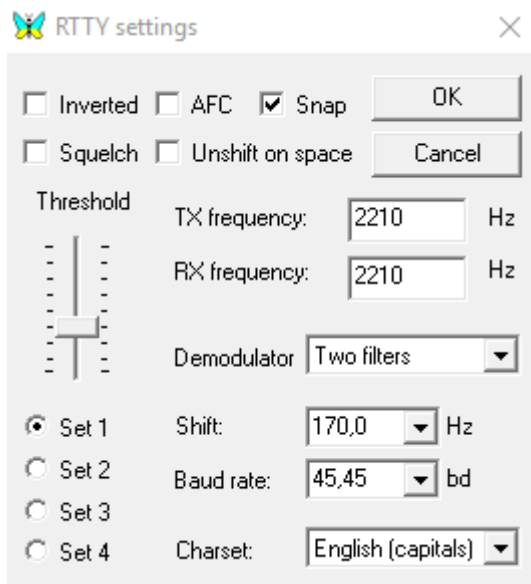 RTTY settings
Inverted AFC Snap OK
Squelch Unshift on space Cancel
Threshold
TX frequency: 2210 Hz
RX frequency: 2210 Hz
Demodulator Two filters
Set 1 Shift: 170,0 Hz
Set 2 Baud rate: 45,45 bd
Set 3
Set 4 Charset: English (capitals)